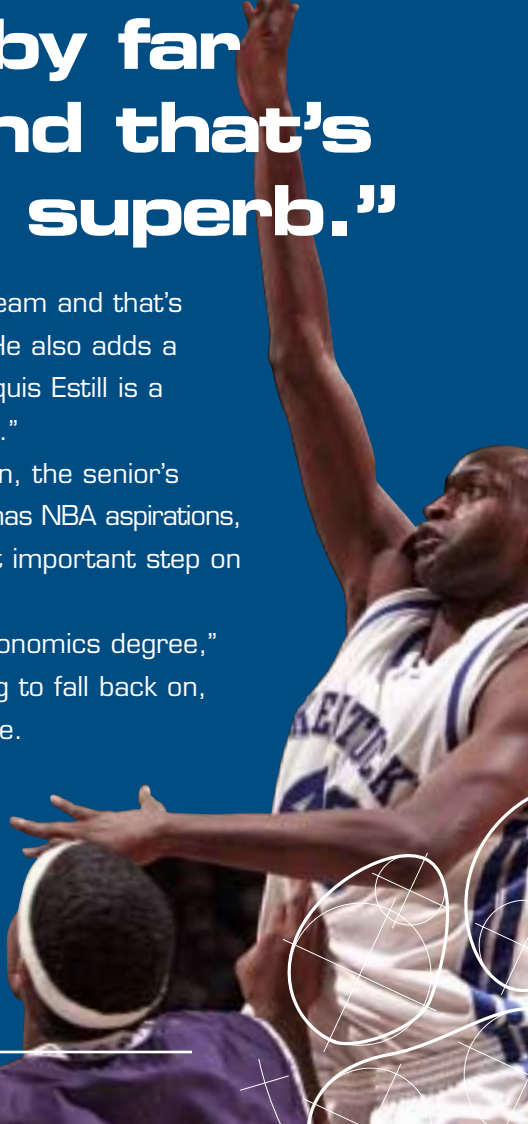 by far
nd that's
superb.”
eam and that's
He also adds a
quis Estill is a
.”
n, the senior's
has NBA aspirations,
t important step on
onomics degree,”
g to fall back on,
e.
KENTUCKY